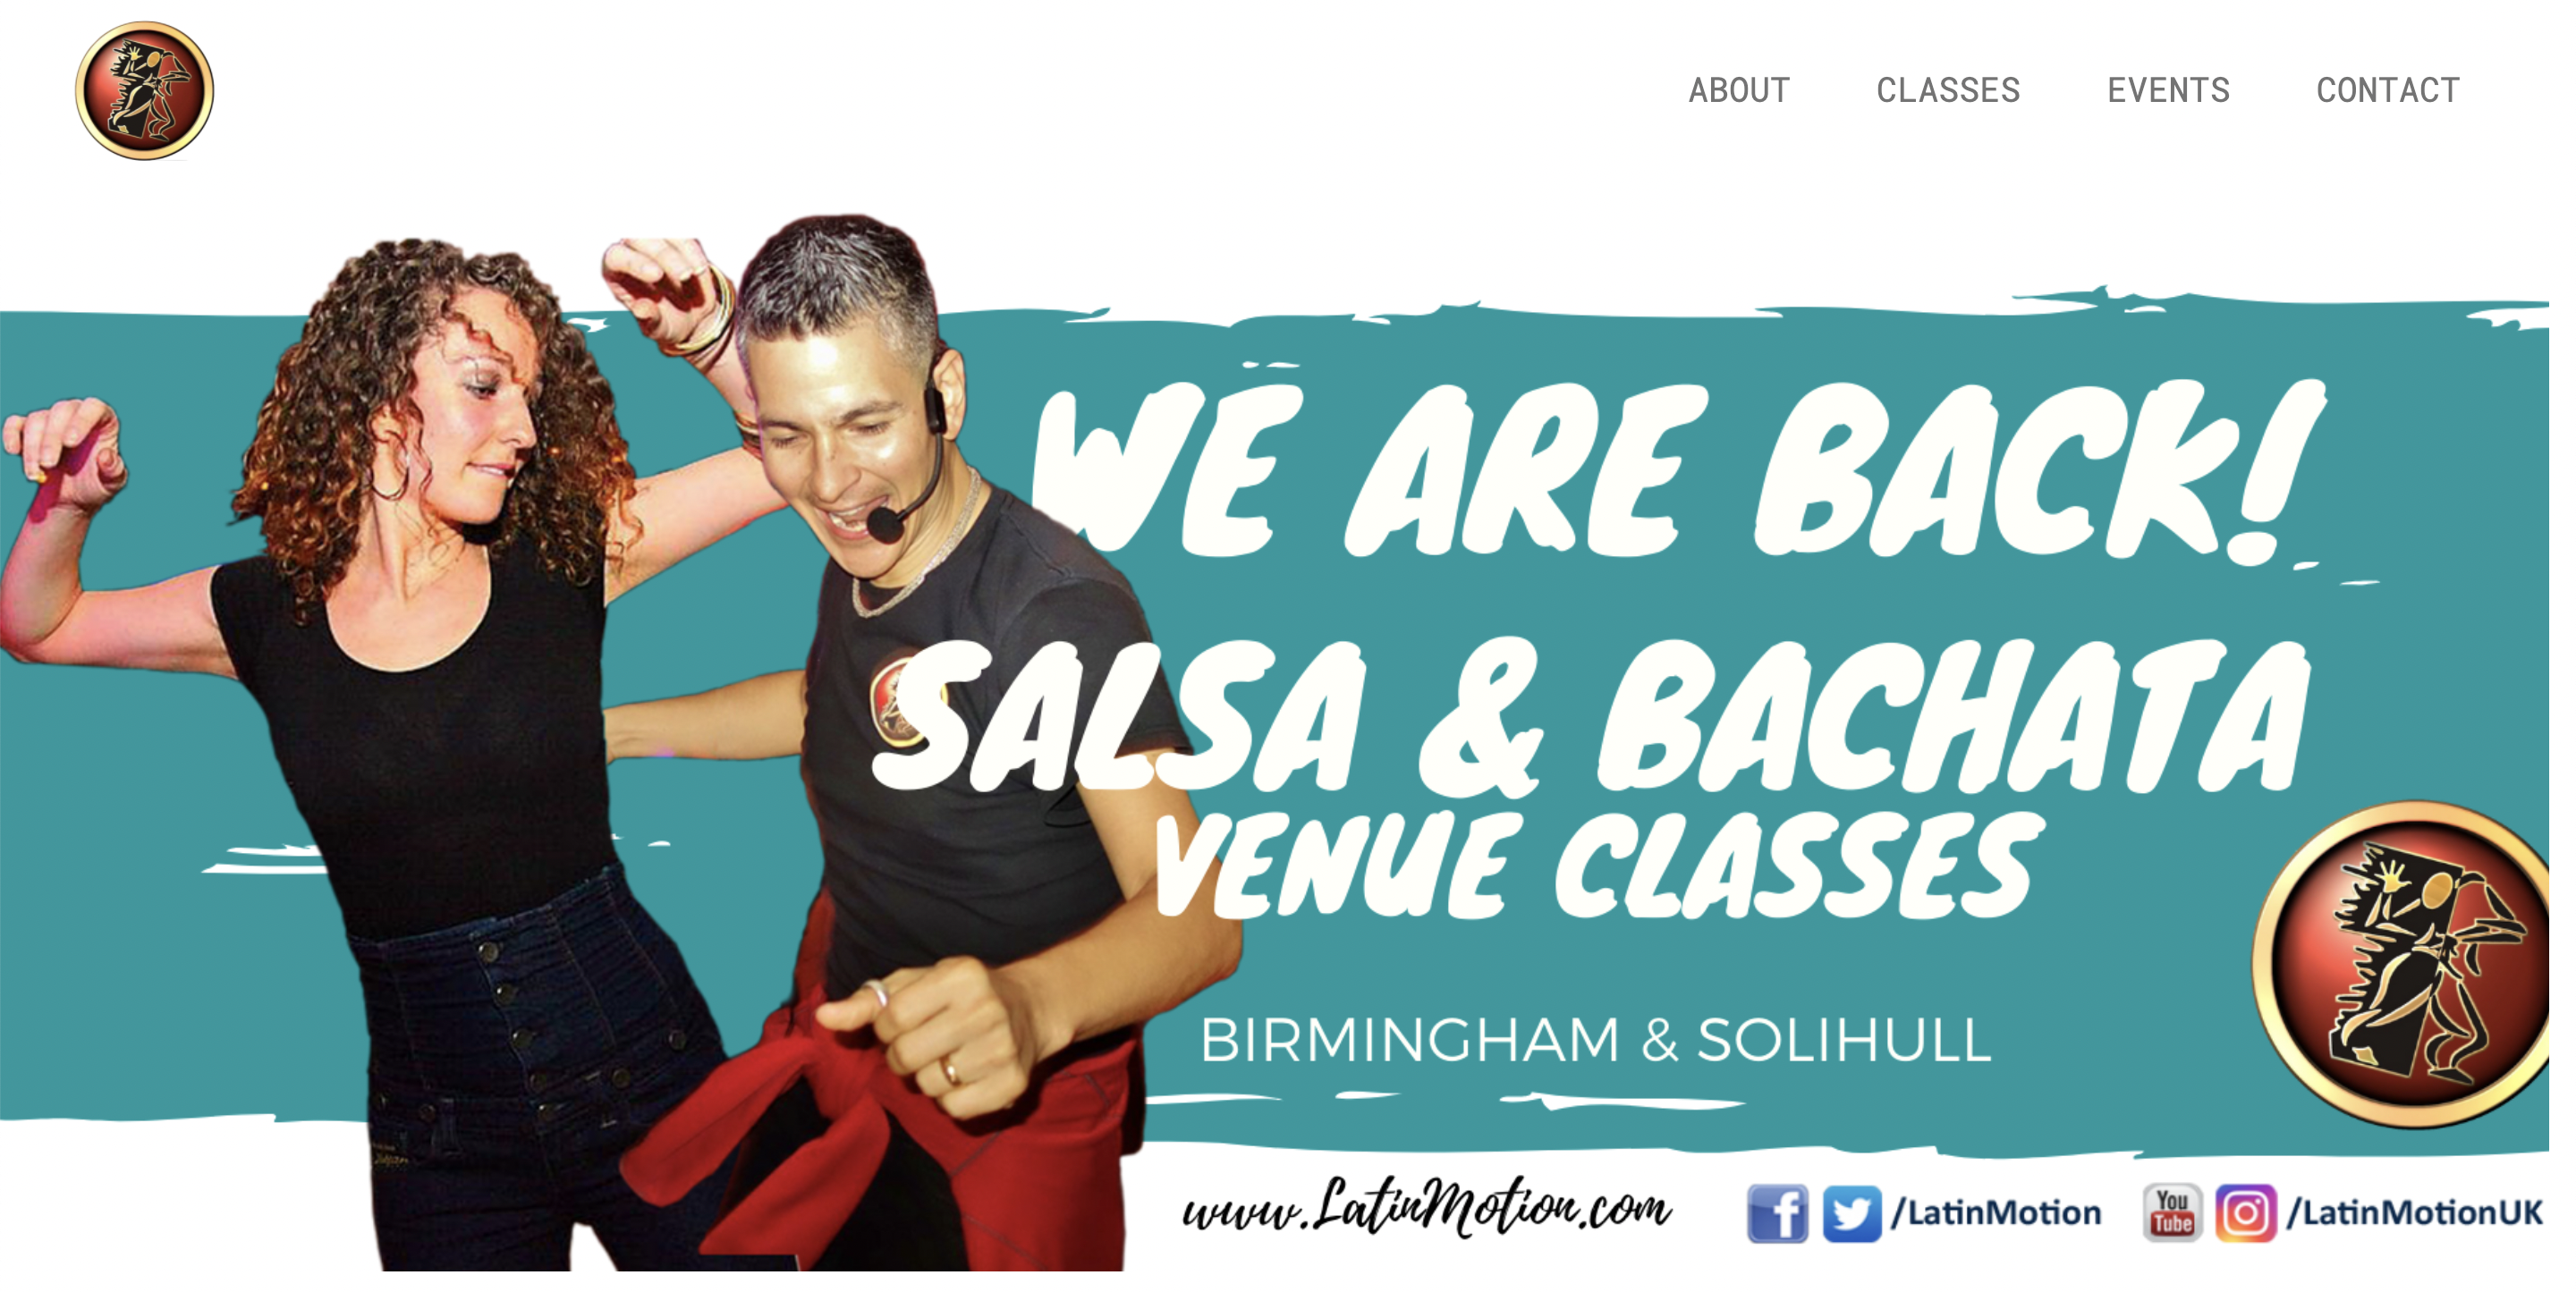 ABOUT CLASSES EVENTS CONTACT
WE ARE BACK!
SALSA & BACHATA
VENUE CLASSES
BIRMINGHAM & SOLIHULL
www.LatinMotion.com /LatinMotion You Tube /LatinMotionUK